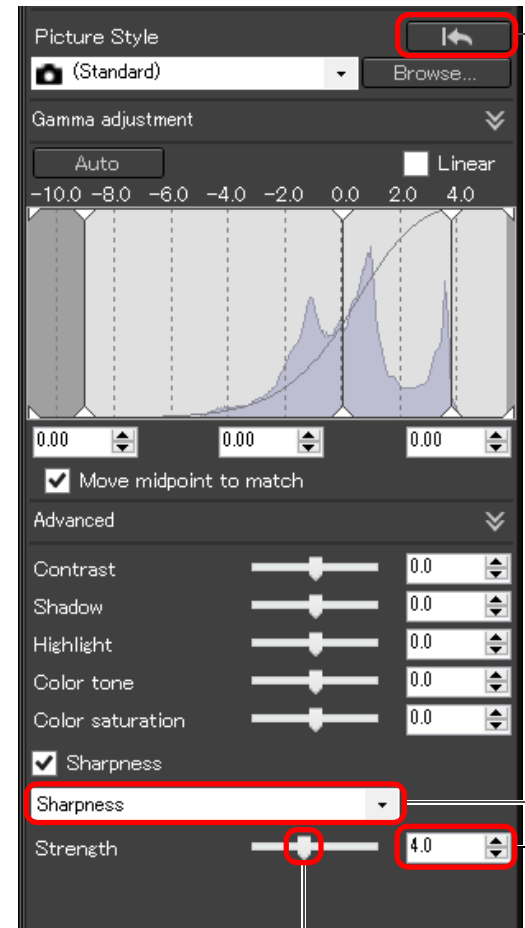 Picture Style
(Standard) Browse...
Gamma adjustment
Auto Linear
-10.0 -8.0 -6.0 -4.0 -2.0 0.0 2.0 4.0
0.00 0.00 0.00
Move midpoint to match
Advanced
Contrast 0.0
Shadow 0.0
Highlight 0.0
Color tone 0.0
Color saturation 0.0
Sharpness
Sharpness
Strength 4.0